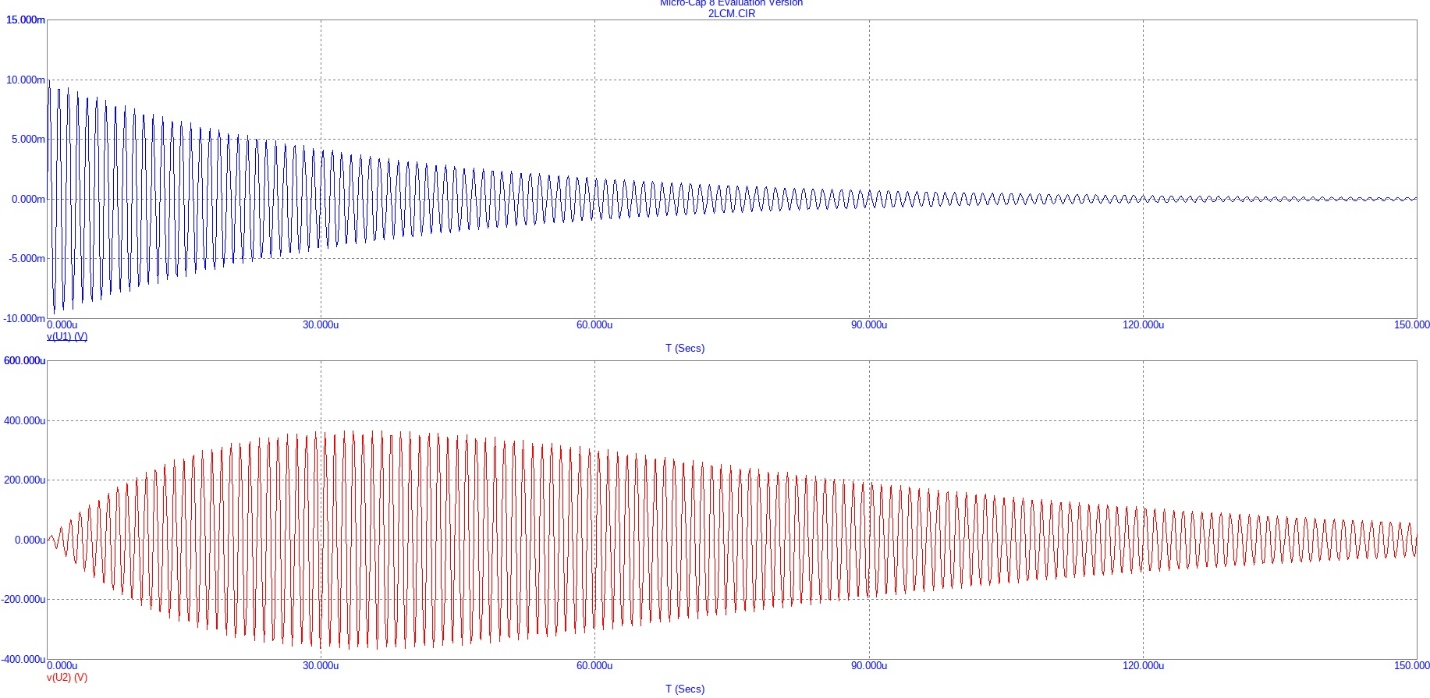 Micro-Cap 8 Evaluation Version
2LCM.CIR
15.000m
10.000m
5.000m
0.000m
-5.000m
-10.000m
0.000u 30.000u 60.000u 90.000u 120.000u 150.000
v(U1) (V)
T (Secs)
600.000u
400.000u
200.000u
0.000u
-200.000u
-400.000u
0.000u 30.000u 60.000u 90.000u 120.000u 150.000
v(U2) (V)
T (Secs)